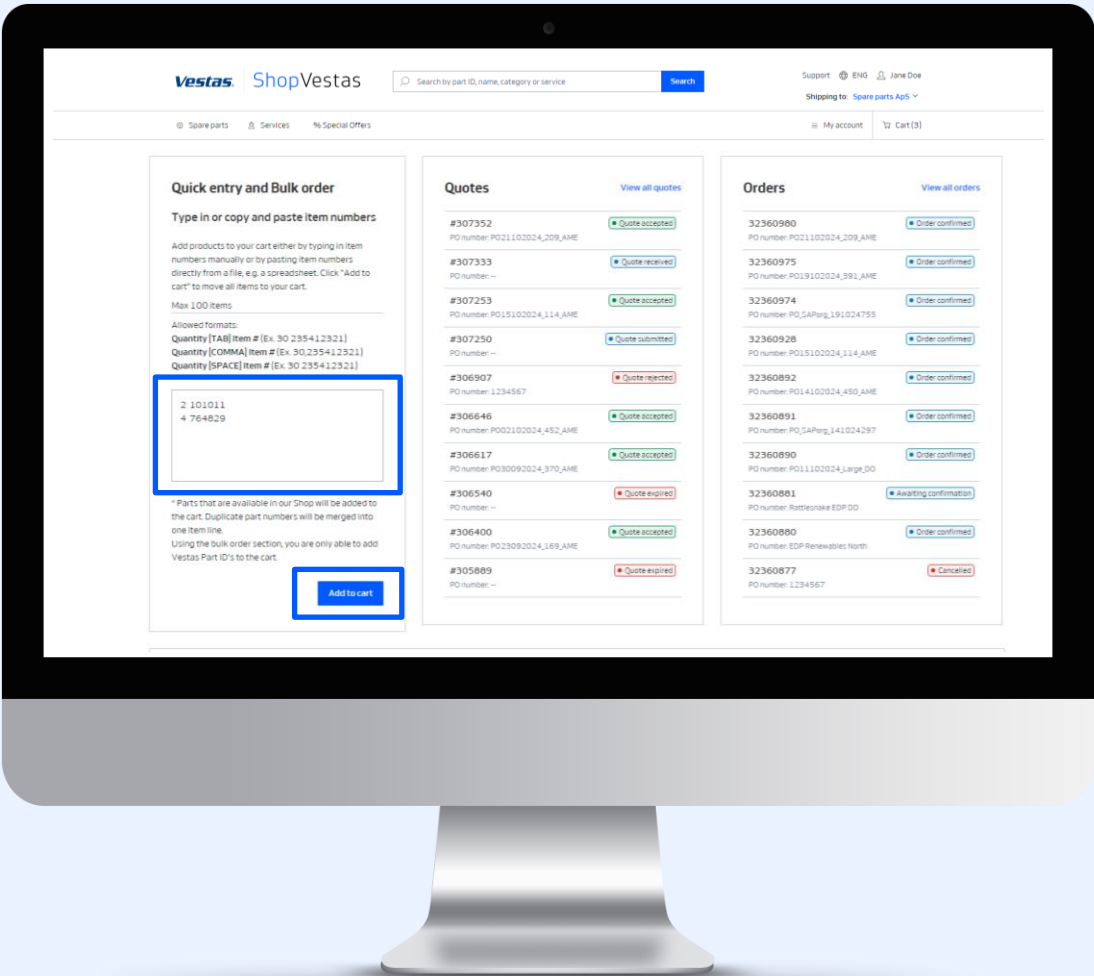 Vestas. ShopVestas
Search by part ID, name, category or service
Search
Support ENG Jane Doe
Shipping to: Spare parts ApS
Spare parts Services % Special Offers
My account Cart (3)
Quick entry and Bulk order
Type in or copy and paste item numbers
Add products to your cart either by typing in item
numbers manually or by pasting item numbers
directly from a file, e.g. a spreadsheet. Click "Add to
cart" to move all items to your cart.
Max 100 items
Allowed formats:
Quantity [TAB] Item # (Ex. 30 235412321)
Quantity [COMMA] Item # (Ex. 30,235412321)
Quantity [SPACE] Item # (Ex. 30 235412321)
2 101011
4 764829
* Parts that are available in our Shop will be added to
the cart. Duplicate part numbers will be merged into
one item line.
Using the bulk order section, you are only able to add
Vestas Part ID's to the cart.
Add to cart
Quotes View all quotes
#307352 Quote accepted
PO number: PO21102024_209_AME
#307333 Quote received
PO number: --
#307253 Quote accepted
PO number: PO15102024_114_AME
#307250 Quote submitted
PO number: --
#306907 Quote rejected
PO number: 1234567
#306646 Quote accepted
PO number: PO02102024_452_AME
#306617 Quote accepted
PO number: PO30092024_370_AME
#306540 Quote expired
PO number: --
#306400 Quote accepted
PO number: PO23092024_169_AME
#305889 Quote expired
PO number: --
Orders View all orders
32360980 Order confirmed
PO number: PO21102024_209_AME
32360975 Order confirmed
PO number: PO19102024_391_AME
32360974 Order confirmed
PO number: PO_SAPorg_191024755
32360928 Order confirmed
PO number: PO15102024_114_AME
32360892 Order confirmed
PO number: PO14102024_450_AME
32360891 Order confirmed
PO number: PO_SAPorg_141024297
32360890 Order confirmed
PO number: PO11102024_Large_DO
32360881 Awaiting confirmation
PO number: Rattlesnake EDP DO
32360880 Order confirmed
PO number: EDP Renewables North
32360877 Cancelled
PO number: 1234567